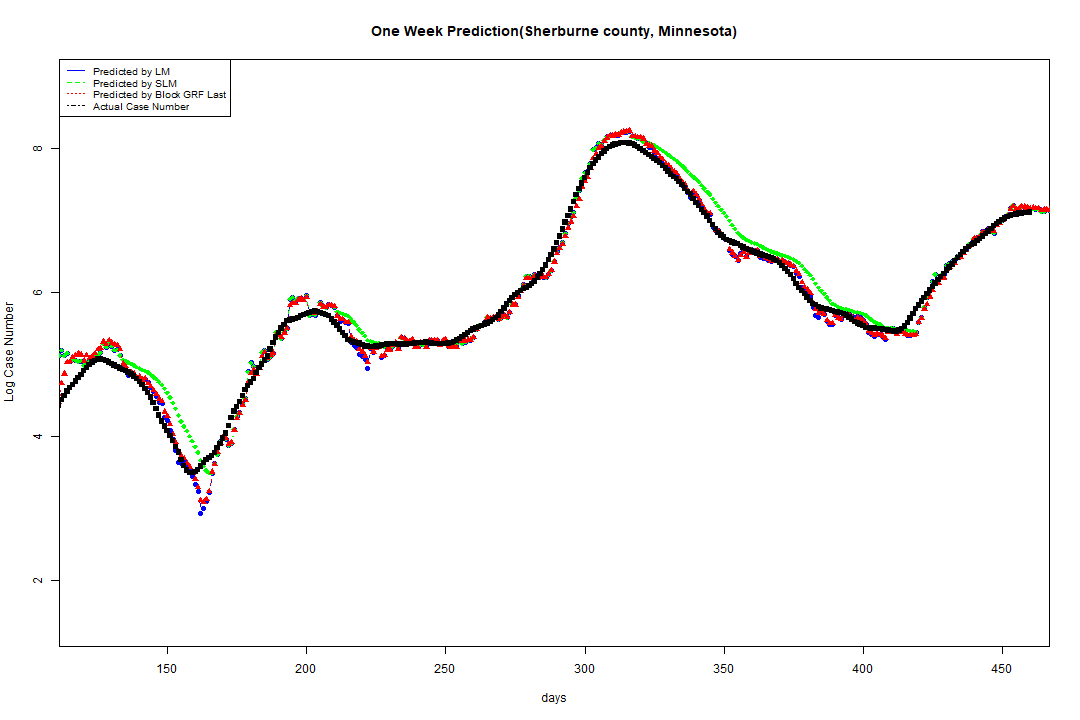 One Week Prediction(Sherburne county, Minnesota)
Predicted by LM
Predicted by SLM
Predicted by Block GRF Last
Actual Case Number
8
6
4
2
Log Case Number
150 200 250 300 350 400 450
days